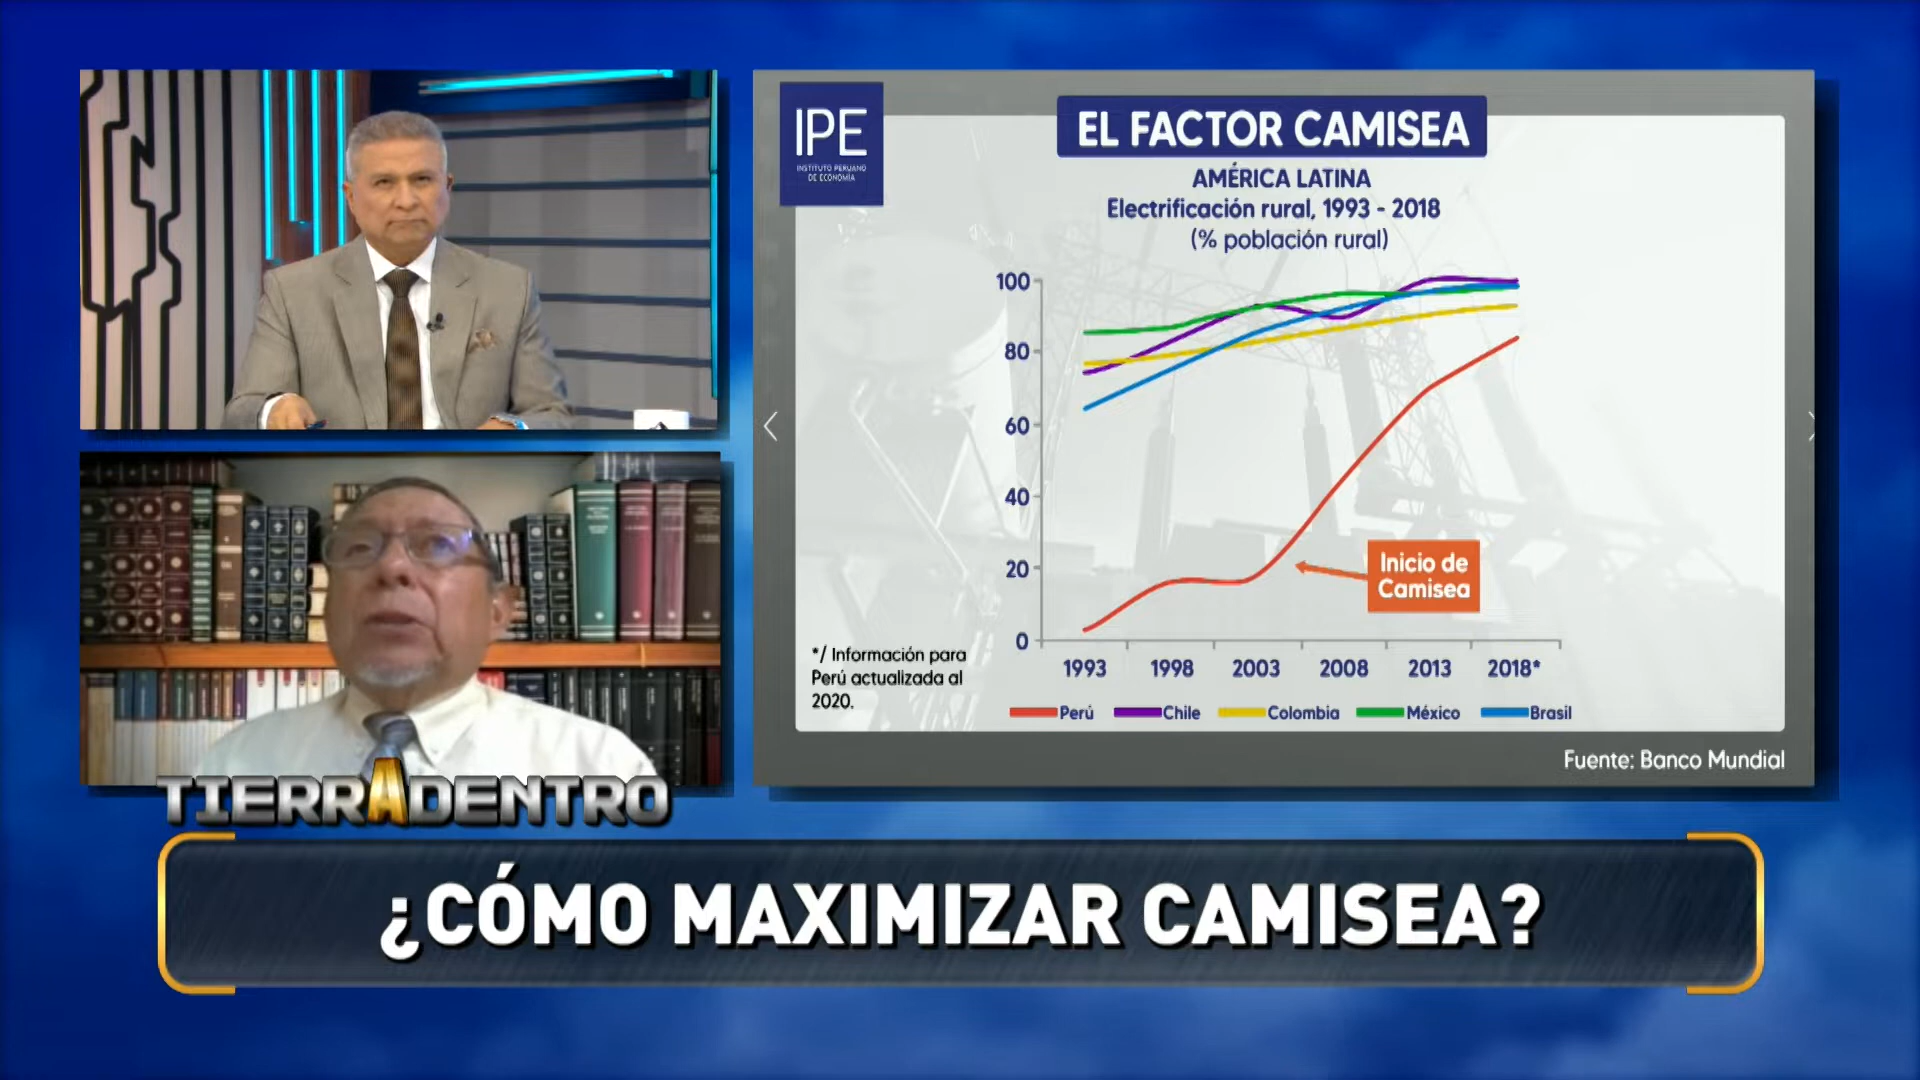 IPE
INSTITUTO PERUANO
DE ECONOMÍA
EL FACTOR CAMISEA
AMÉRICA LATINA
Electrificación rural, 1993 - 2018
(% población rural)
100
80
60
40
20
0
Inicio de
Camisea
1993 1998 2003 2008 2013 2018*
*/ Información para
Perú actualizada al
2020.
Perú Chile Colombia México Brasil
Fuente: Banco Mundial
TIERRADENTRO
¿CÓMO MAXIMIZAR CAMISEA?